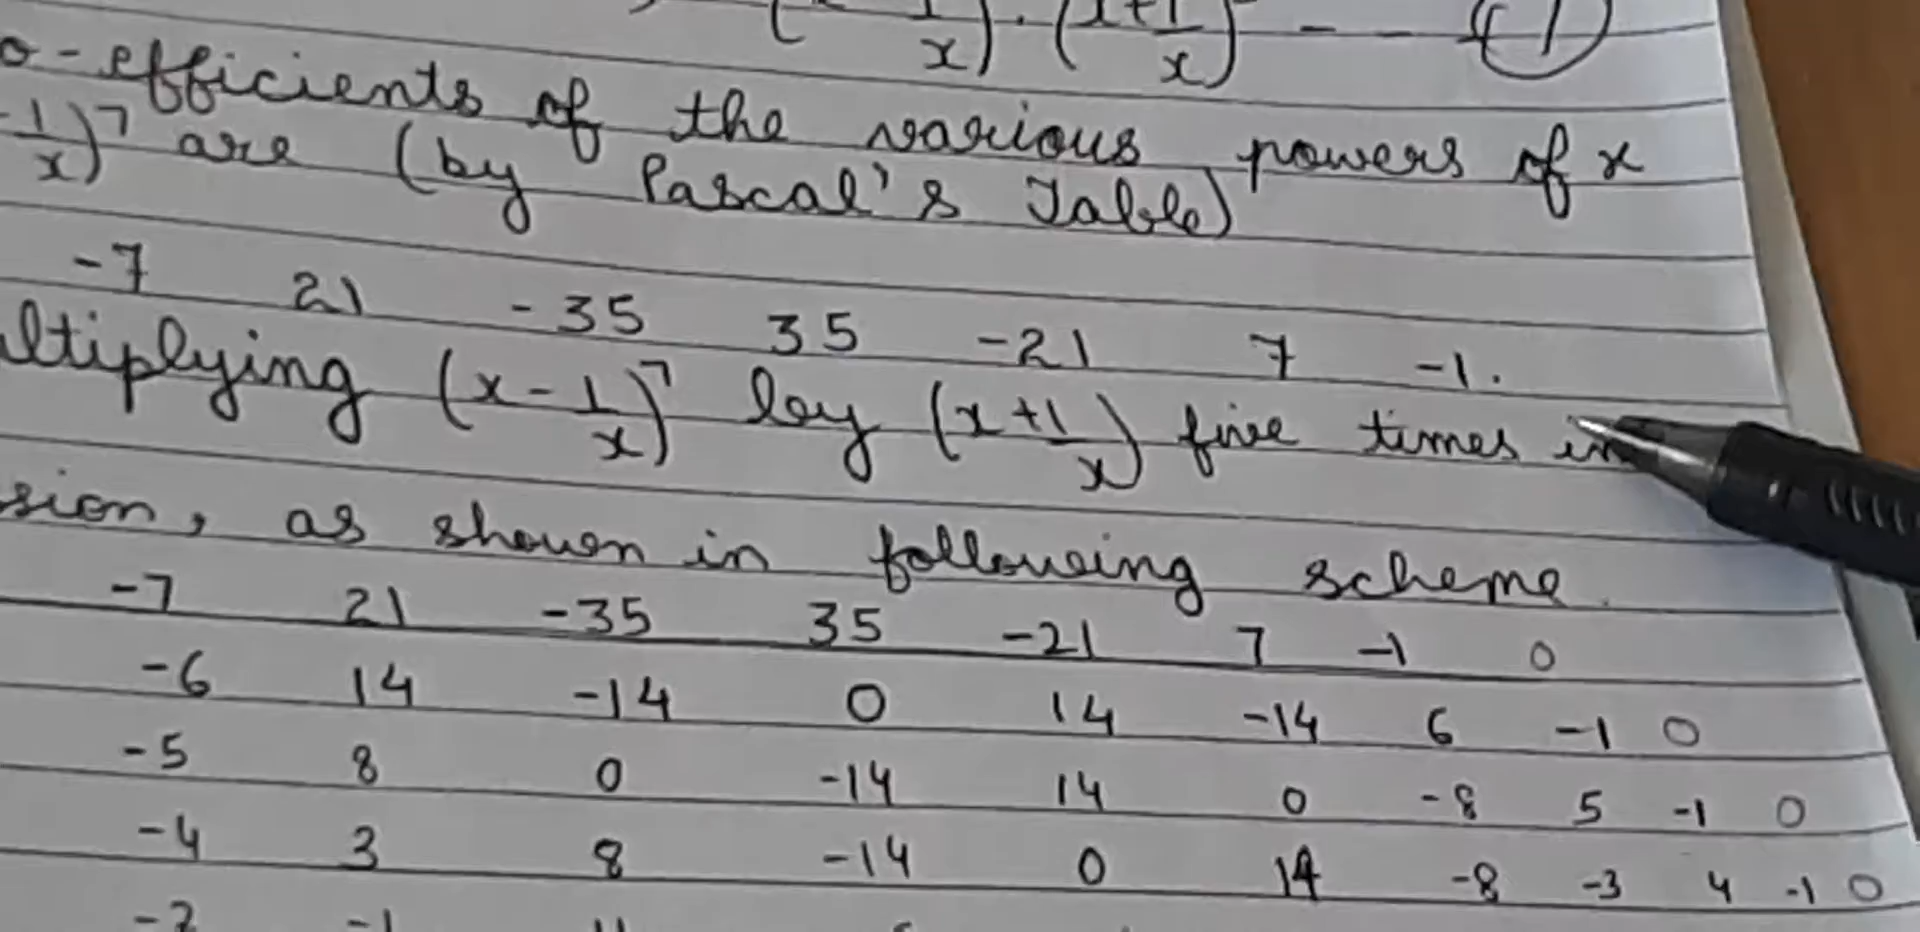 x) . (x+1/x) - - - (1)
o-efficients of the various powers of x
1/x)^7 are (by Pascal's Table)
-7 21 -35 35 -21 7 -1.
ltiplying (x-1/x)^7 by (x+1/x) five times in
sion, as shown in following scheme.
-7 21 -35 35 -21 7 -1 0
-6 14 -14 0 14 -14 6 -1 0
-5 8 0 -14 14 0 -8 5 -1 0
-4 3 8 -14 0 14 -8 -3 4 -1 0